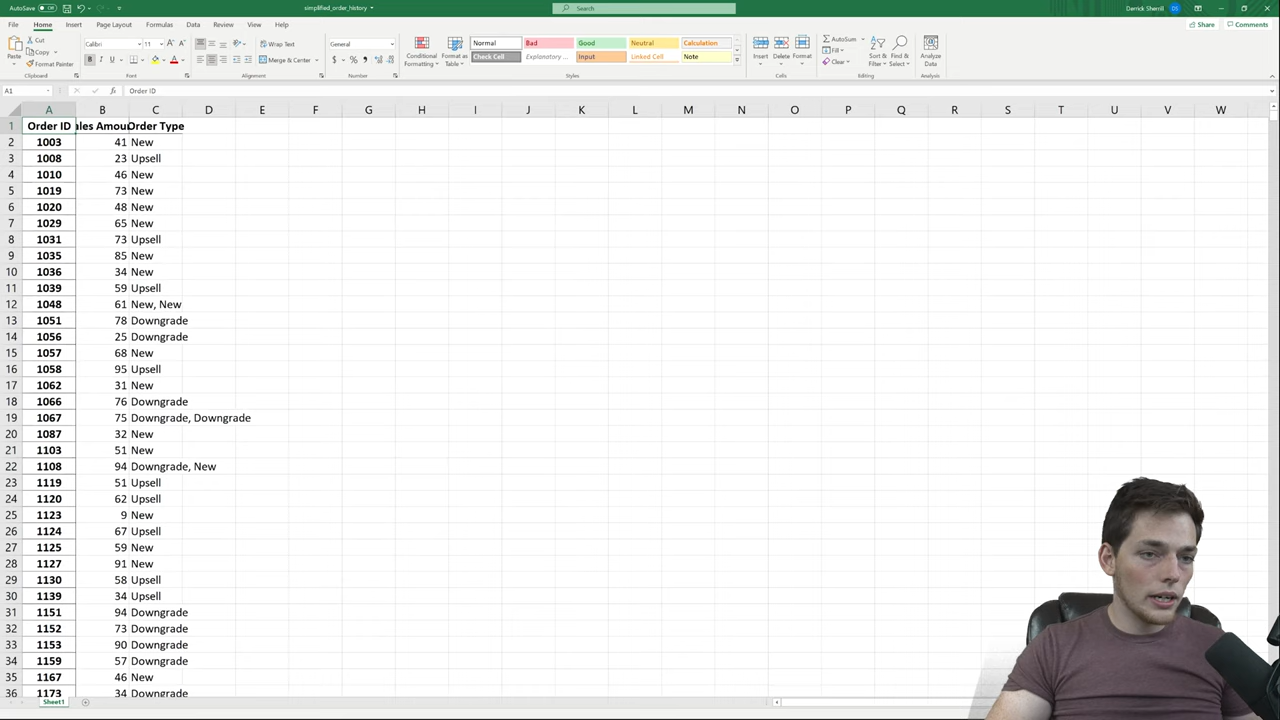 AutoSave Off simplified_order_history Search Derrick Sherrill DS
File Home Insert Page Layout Formulas Data Review View Help Share Comments
Cut Calibri 11 Wrap Text General Normal Bad Good Neutral Calculation AutoSum
Copy Fill
Paste Format Painter B I U Merge & Center $ % Conditional Formatting Format as Table Check Cell Explanatory ... Input Linked Cell Note Insert Delete Format Clear Sort & Filter Find & Select Analyze Data
Clipboard Font Alignment Number Styles Cells Editing Analysis
A1 fx Order ID
A B C D E F G H I J K L M N O P Q R S T U V W
1 Order ID ales Amoun Order Type
2 1003 41 New
3 1008 23 Upsell
4 1010 46 New
5 1019 73 New
6 1020 48 New
7 1029 65 New
8 1031 73 Upsell
9 1035 85 New
10 1036 34 New
11 1039 59 Upsell
12 1048 61 New, New
13 1051 78 Downgrade
14 1056 25 Downgrade
15 1057 68 New
16 1058 95 Upsell
17 1062 31 New
18 1066 76 Downgrade
19 1067 75 Downgrade, Downgrade
20 1087 32 New
21 1103 51 New
22 1108 94 Downgrade, New
23 1119 51 Upsell
24 1120 62 Upsell
25 1123 9 New
26 1124 67 Upsell
27 1125 59 New
28 1127 91 New
29 1130 58 Upsell
30 1139 34 Upsell
31 1151 94 Downgrade
32 1152 73 Downgrade
33 1153 90 Downgrade
34 1159 57 Downgrade
35 1167 46 New
36 1173 34 Downgrade
Sheet1